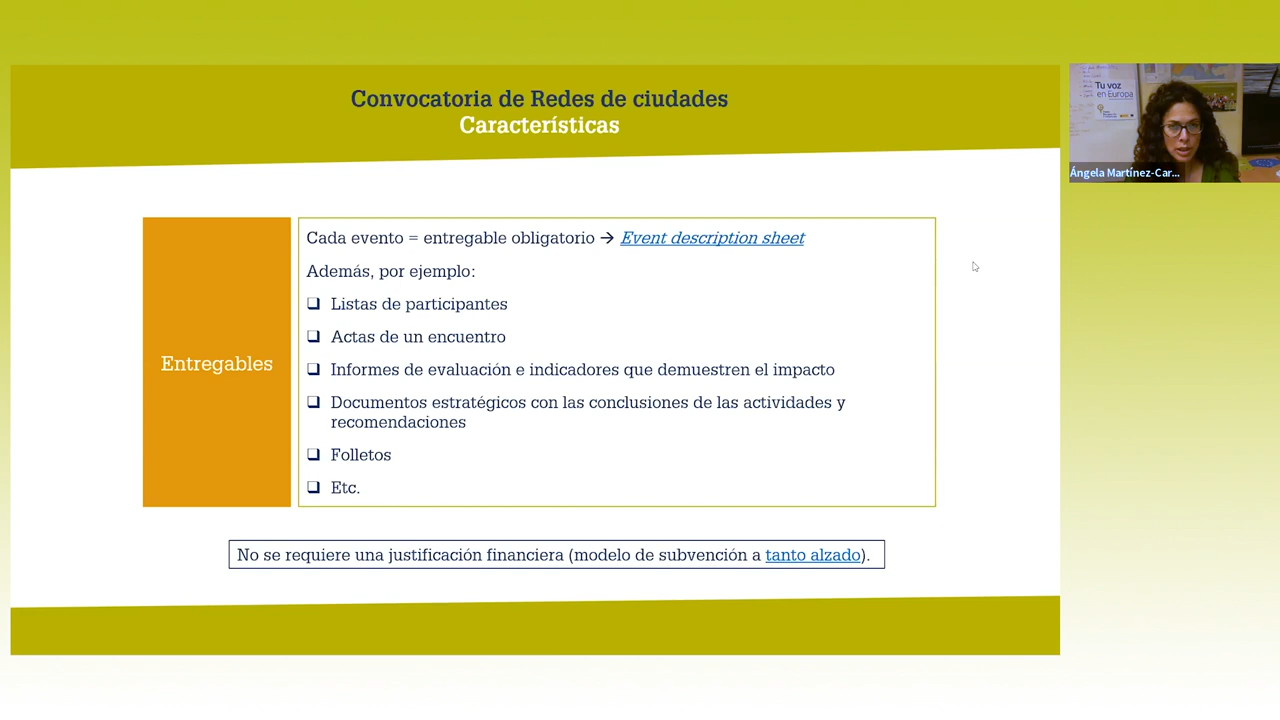 Convocatoria de Redes de ciudades
Características
Tu voz
en Europa
Ángela Martínez-Car...
Entregables
Cada evento = entregable obligatorio → Event description sheet
Además, por ejemplo:
❑ Listas de participantes
❑ Actas de un encuentro
❑ Informes de evaluación e indicadores que demuestren el impacto
❑ Documentos estratégicos con las conclusiones de las actividades y
recomendaciones
❑ Folletos
❑ Etc.
No se requiere una justificación financiera (modelo de subvención a tanto alzado).